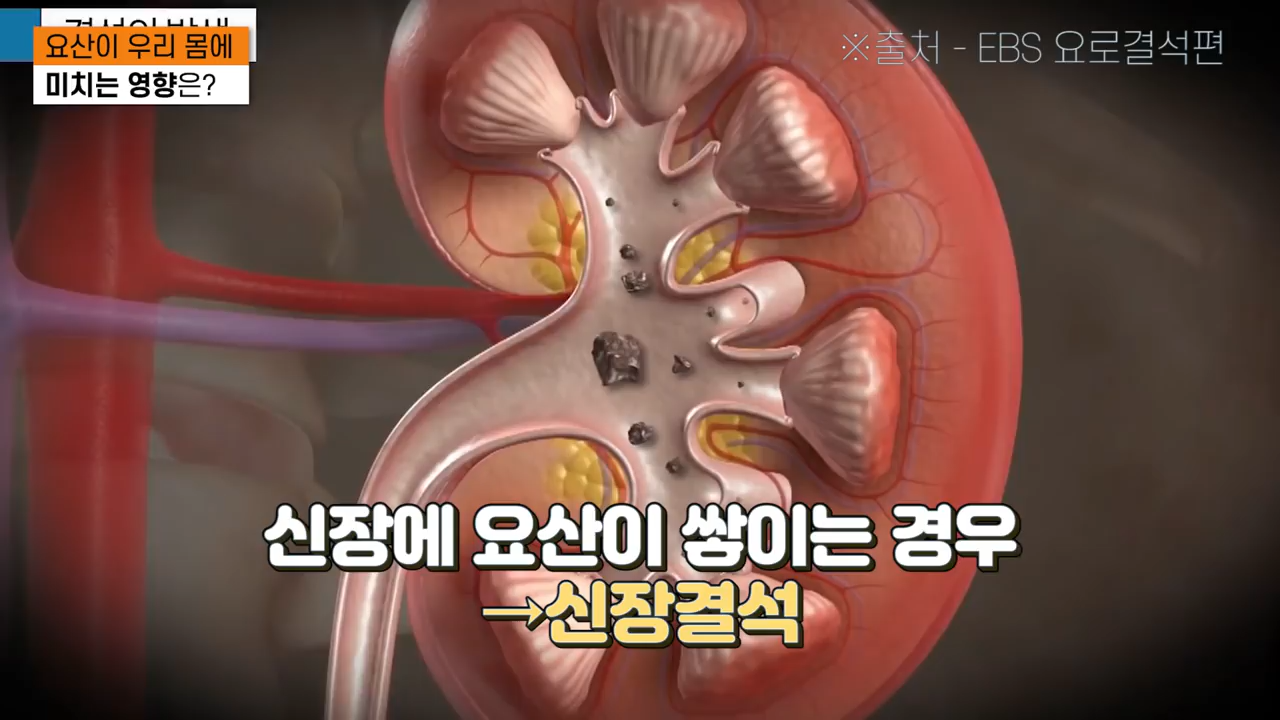 요산이 우리 몸에
미치는 영향은?
※출처 - EBS 요로결석편
신장에 요산이 쌓이는 경우
→신장결석